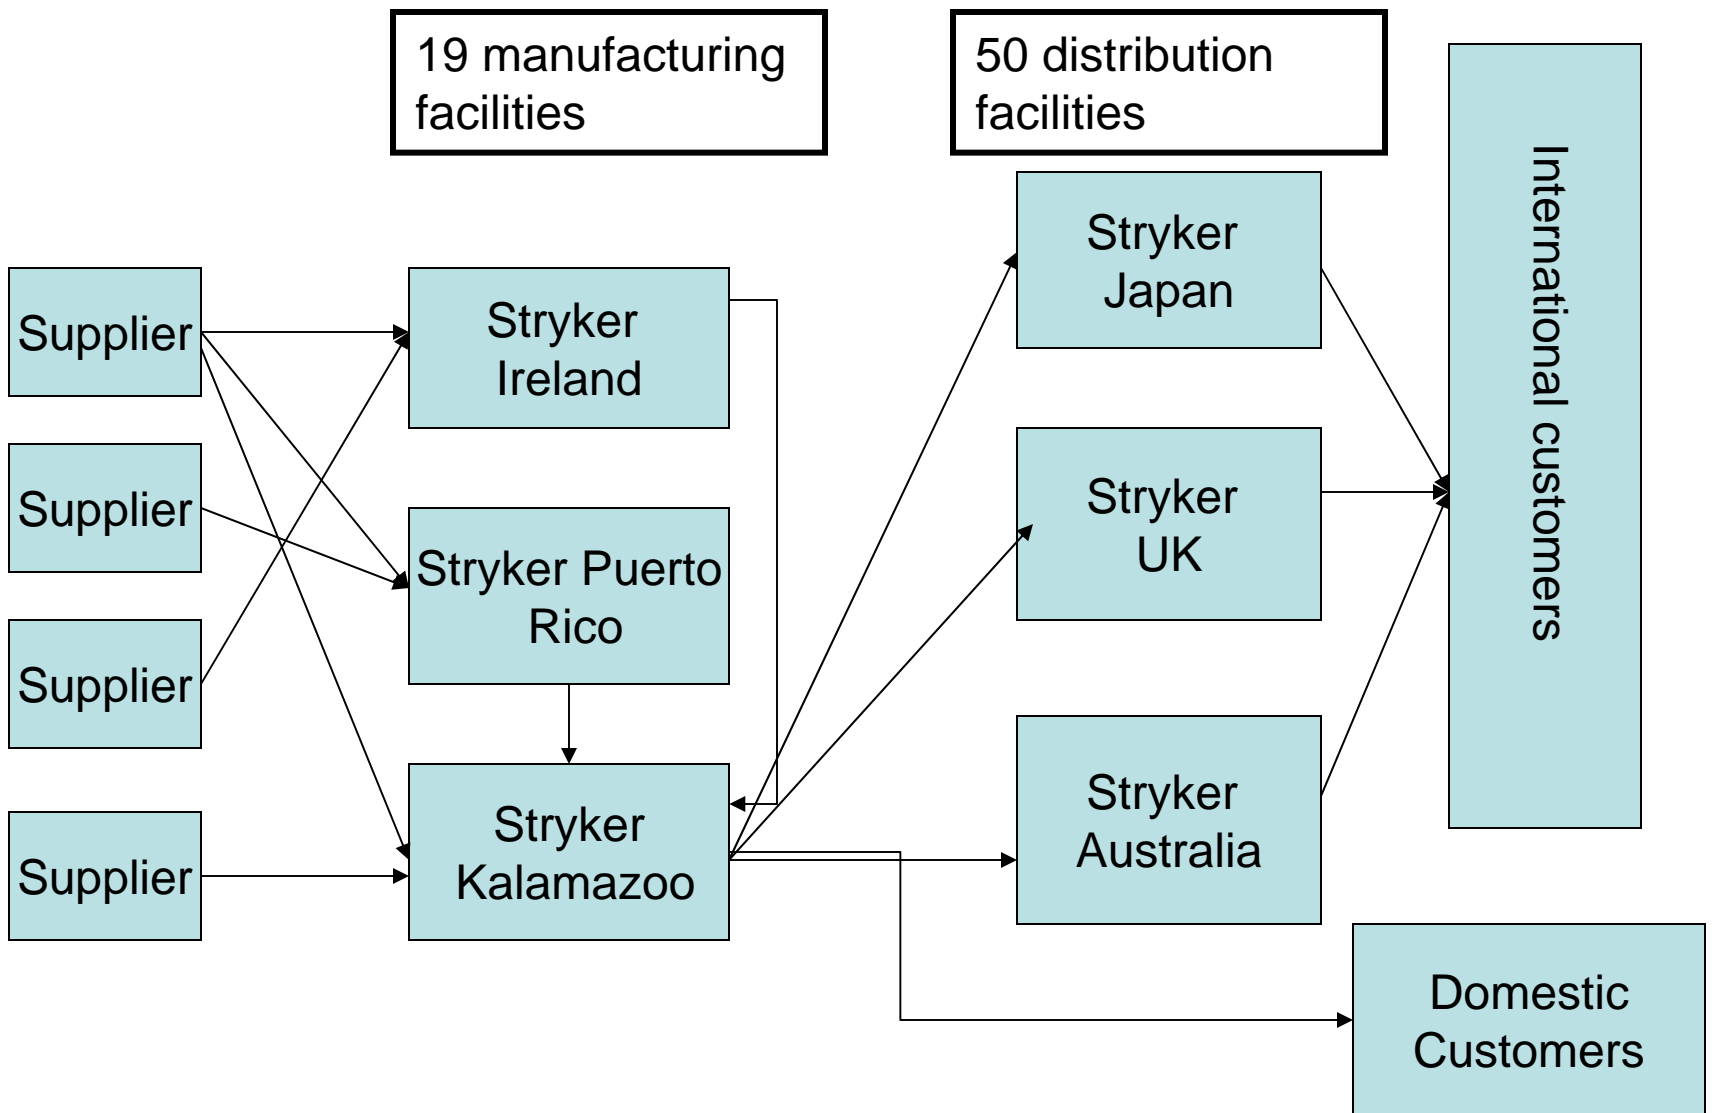 19 manufacturing
facilities
50 distribution
facilities
Supplier
Supplier
Supplier
Supplier
Stryker
Ireland
Stryker Puerto
Rico
Stryker
Kalamazoo
Stryker
Japan
Stryker
UK
Stryker
Australia
International customers
Domestic
Customers